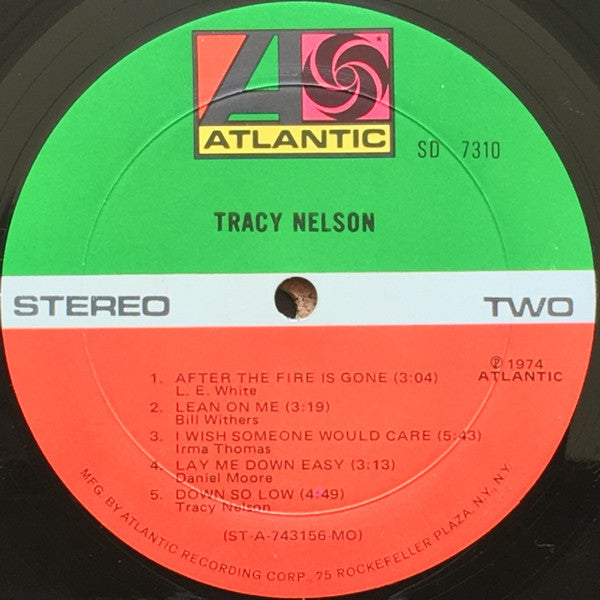 ATLANTIC
SD 7310
TRACY NELSON
STEREO
TWO
℗ 1974
ATLANTIC
1. AFTER THE FIRE IS GONE (3:04)
L. E. White
2. LEAN ON ME (3:19)
Bill Withers
3. I WISH SOMEONE WOULD CARE (5:43)
Irma Thomas
4. LAY ME DOWN EASY (3:13)
Daniel Moore
5. DOWN SO LOW (4:49)
Tracy Nelson
(ST-A-743156-MO)
MFG. BY ATLANTIC RECORDING CORP., 75 ROCKEFELLER PLAZA, N.Y., N.Y.